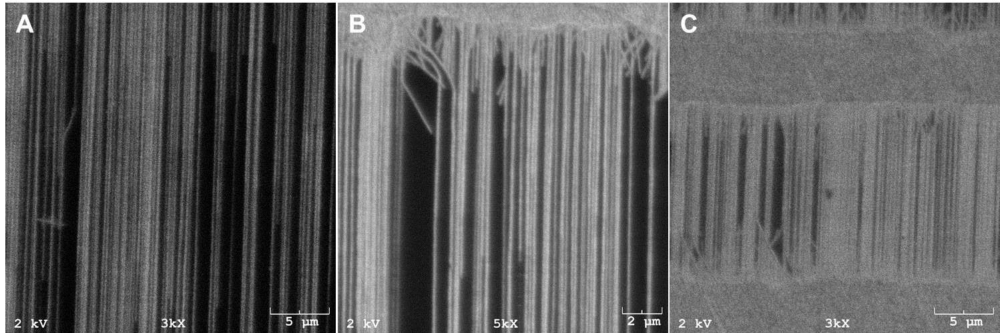 A
B
C
2 kV 3kX 5 µm
2 kV 5kX 2 µm
2 kV 3kX 5 µm